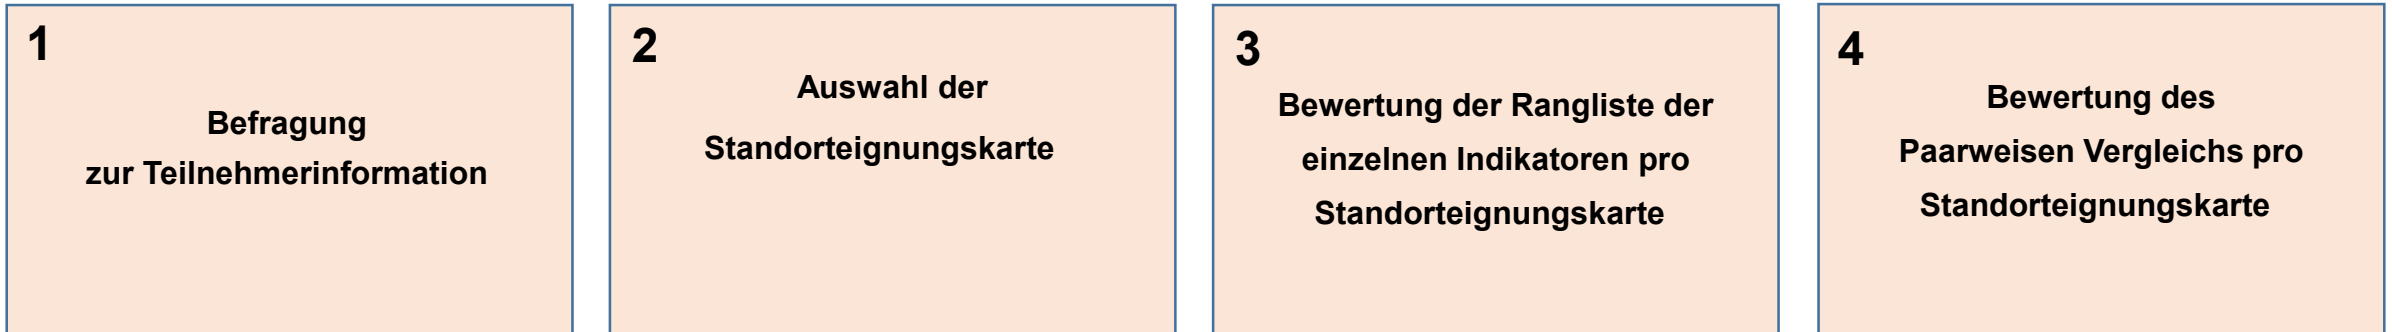 1
Befragung
zur Teilnehmerinformation
2
Auswahl der
Standorteignungskarte
3
Bewertung der Rangliste der
einzelnen Indikatoren pro
Standorteignungskarte
4
Bewertung des
Paarweisen Vergleichs pro
Standorteignungskarte